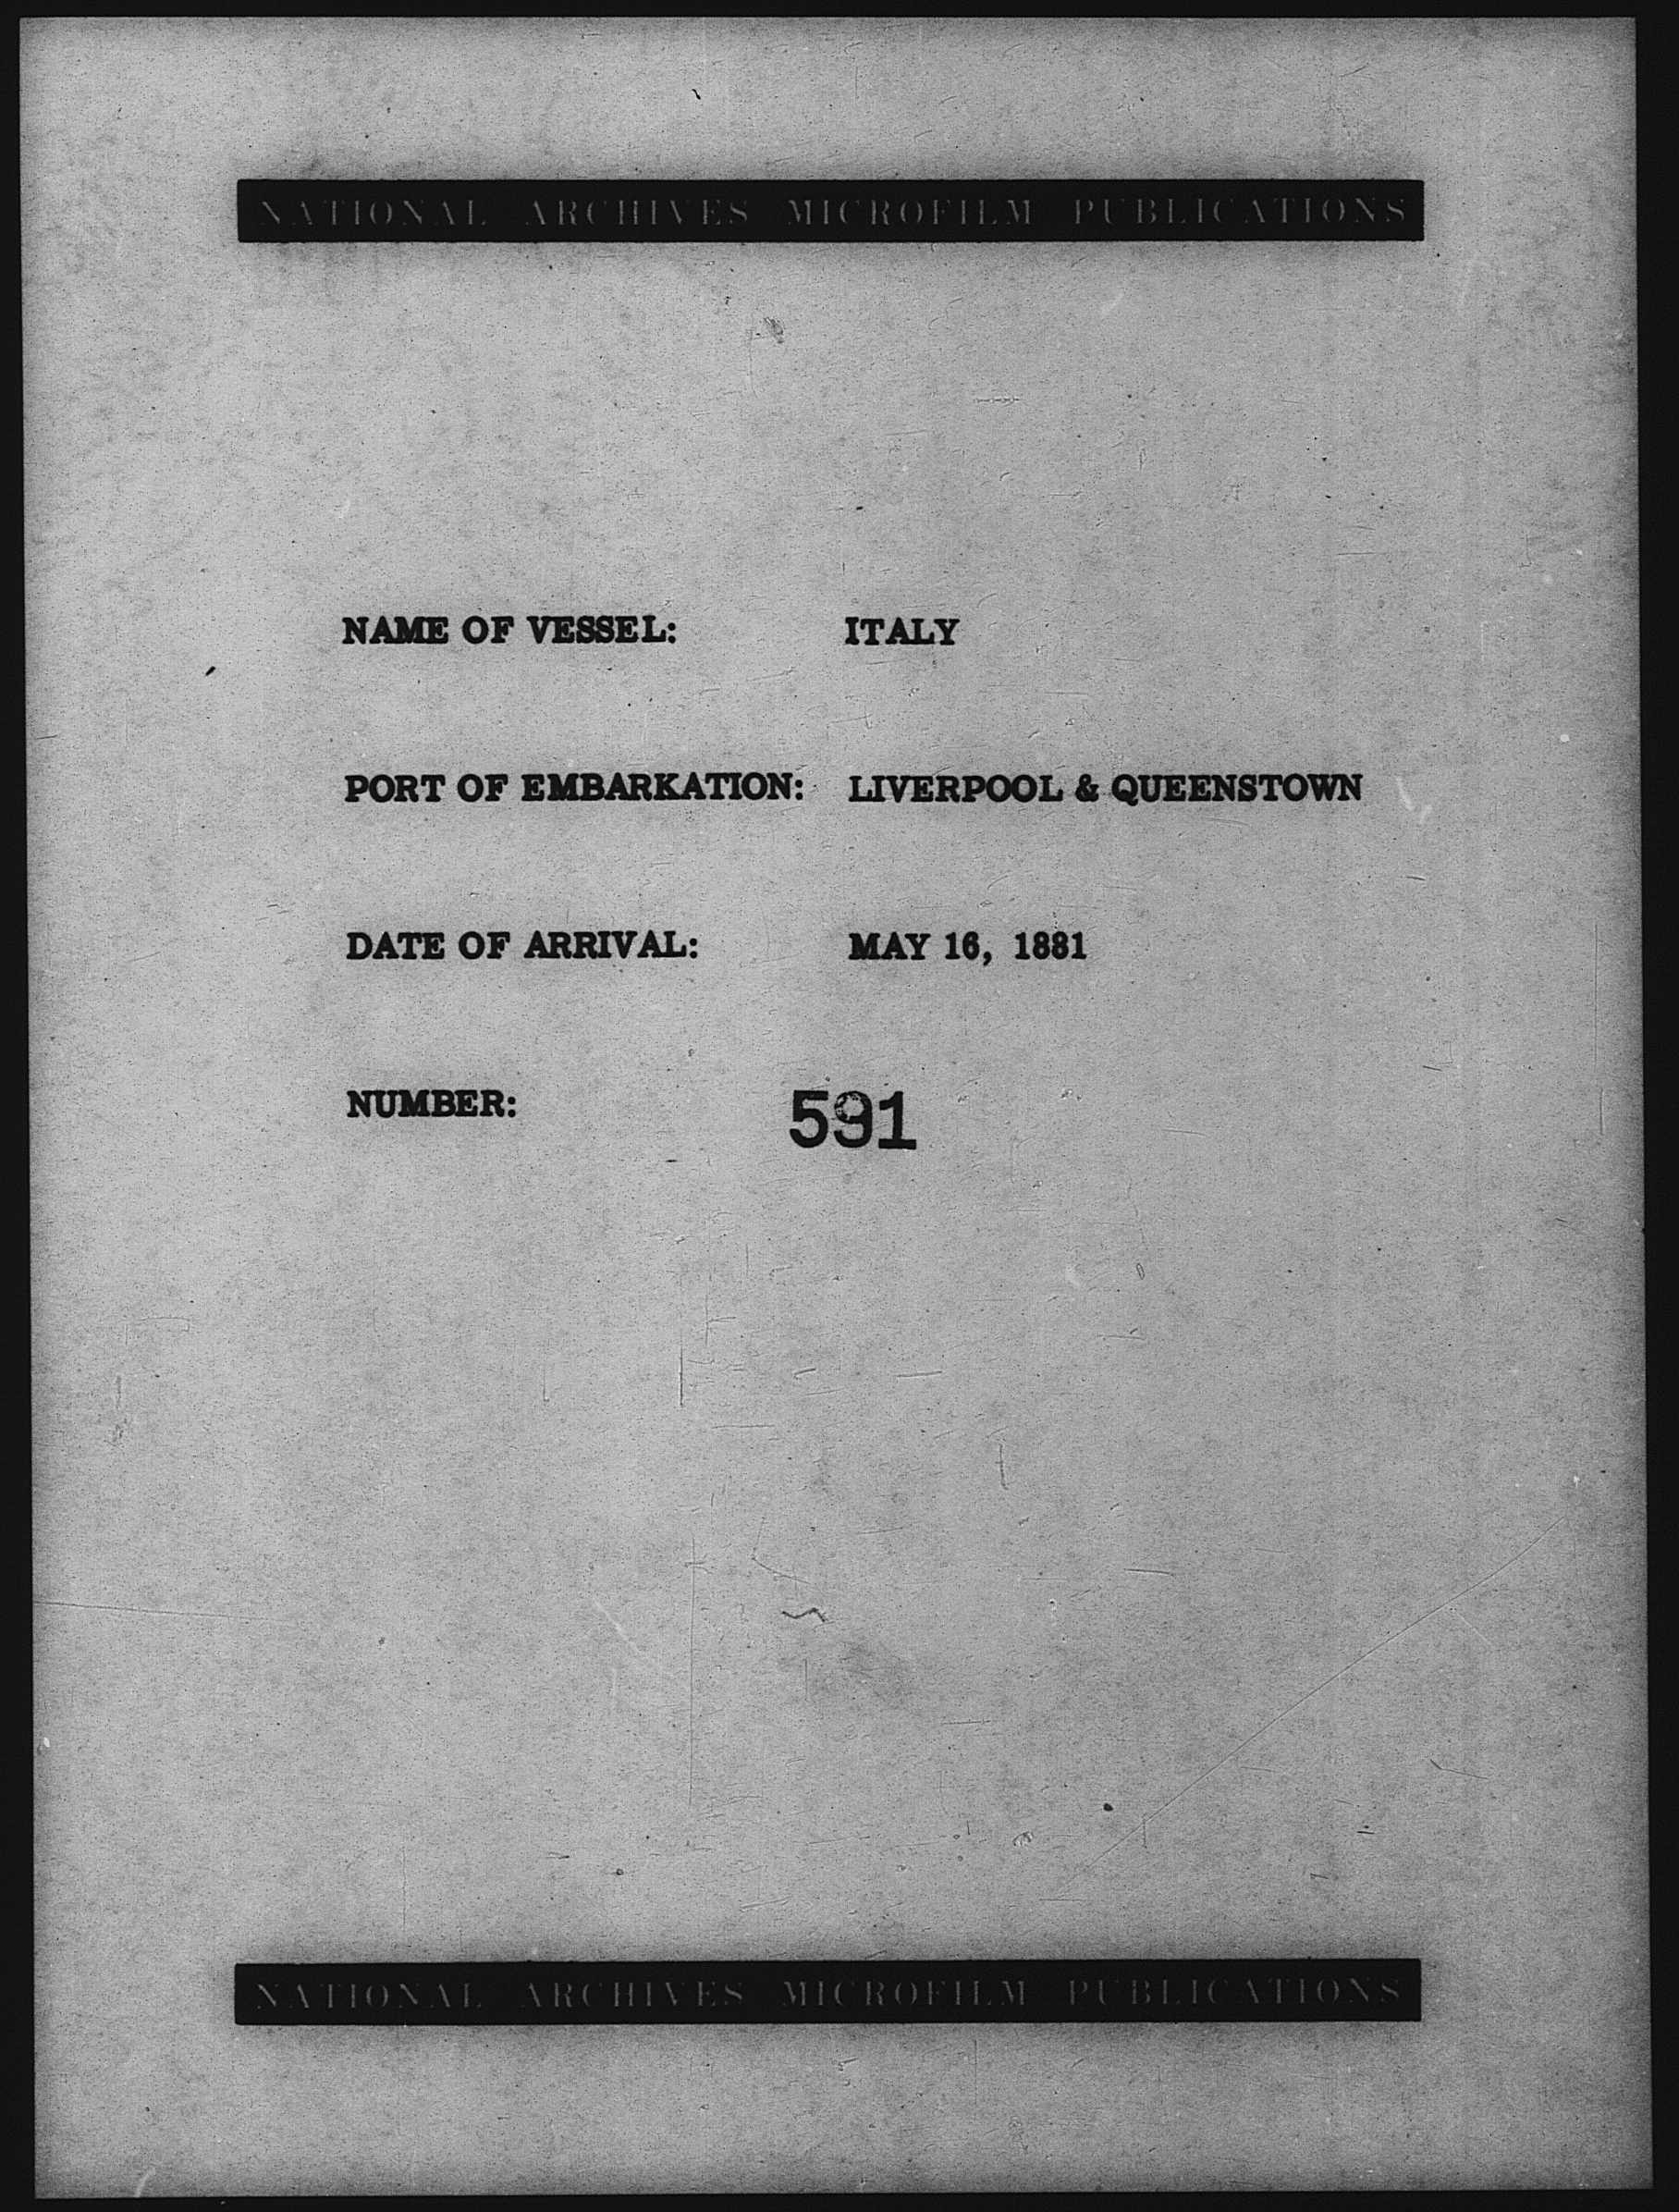 NATIONAL ARCHIVES MICROFILM PUBLICATIONS
NAME OF VESSEL: ITALY
PORT OF EMBARKATION: LIVERPOOL & QUEENSTOWN
DATE OF ARRIVAL: MAY 16, 1881
NUMBER: 591
NATIONAL ARCHIVES MICROFILM PUBLICATIONS